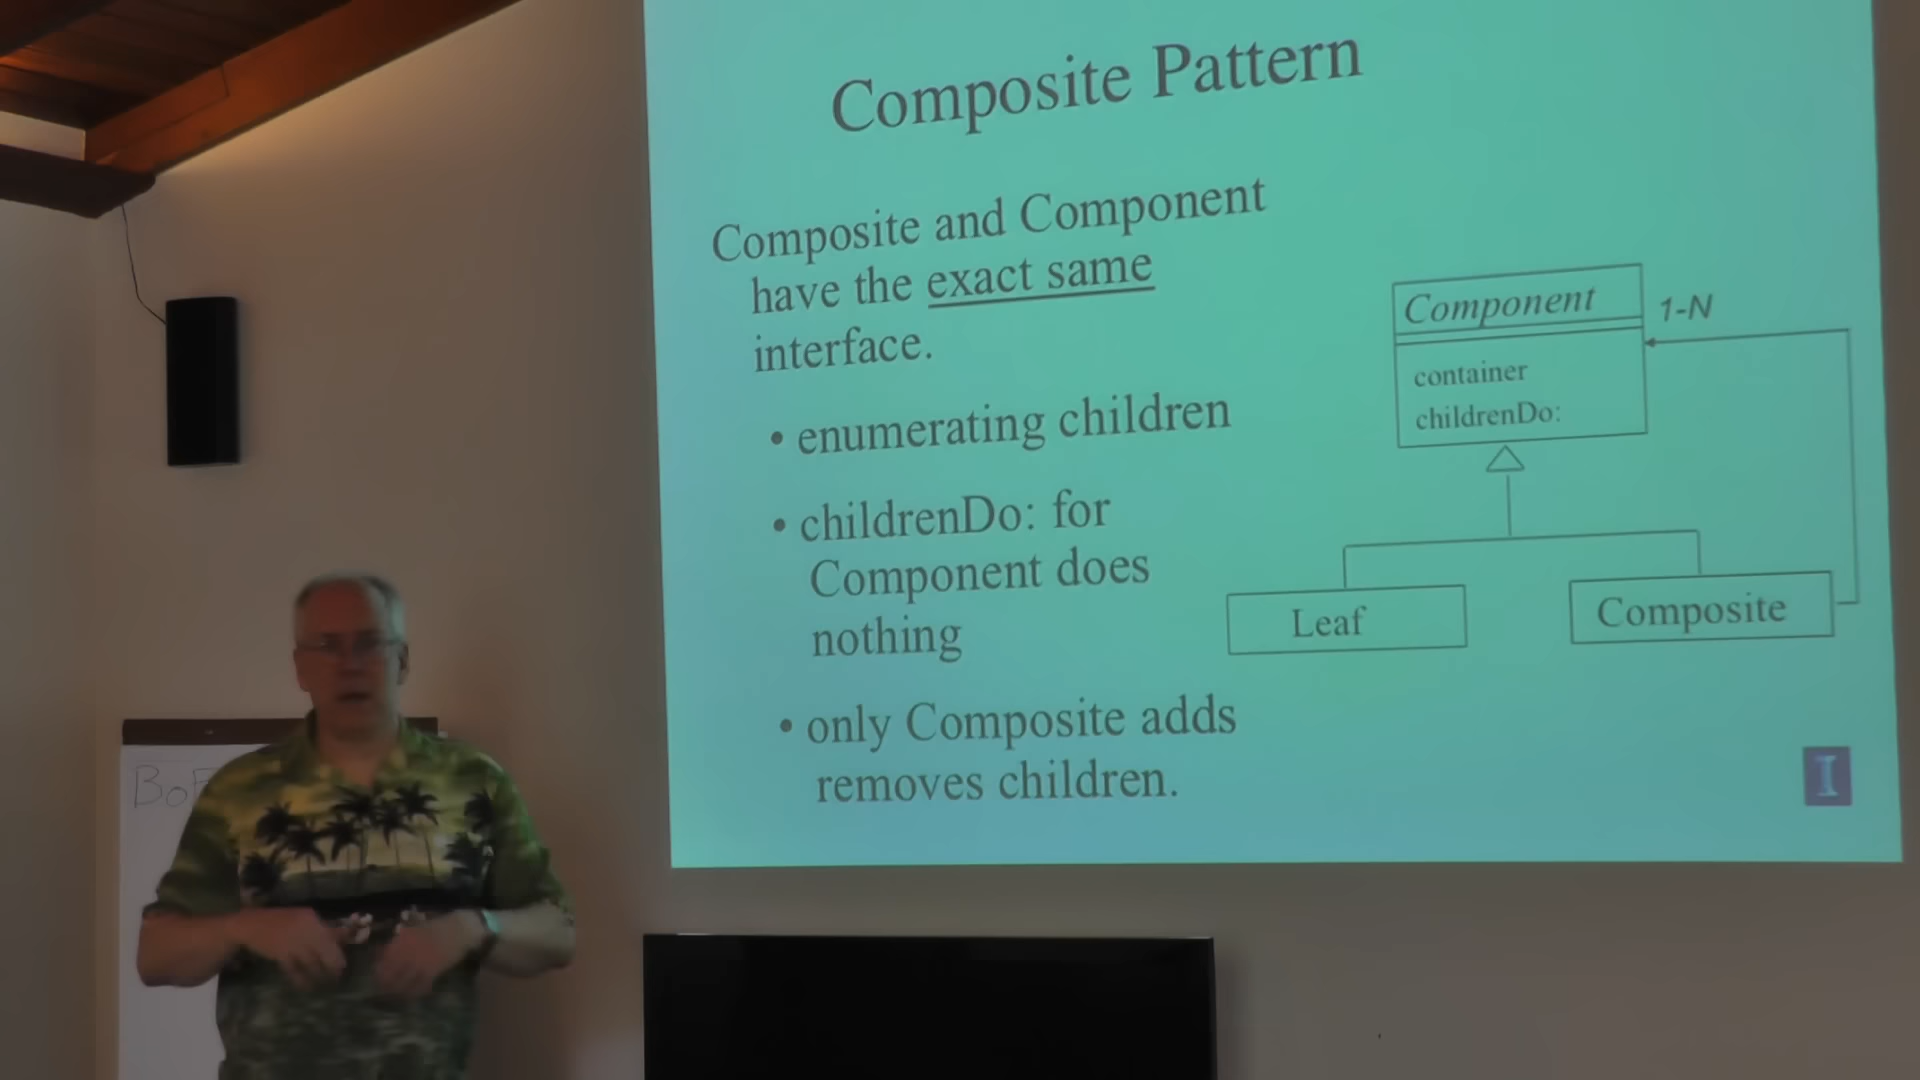 Composite Pattern
Composite and Component
have the exact same
interface.
• enumerating children
• childrenDo: for
Component does
nothing
• only Composite adds
removes children.
Component
1-N
container
childrenDo:
Leaf
Composite
I
BoF